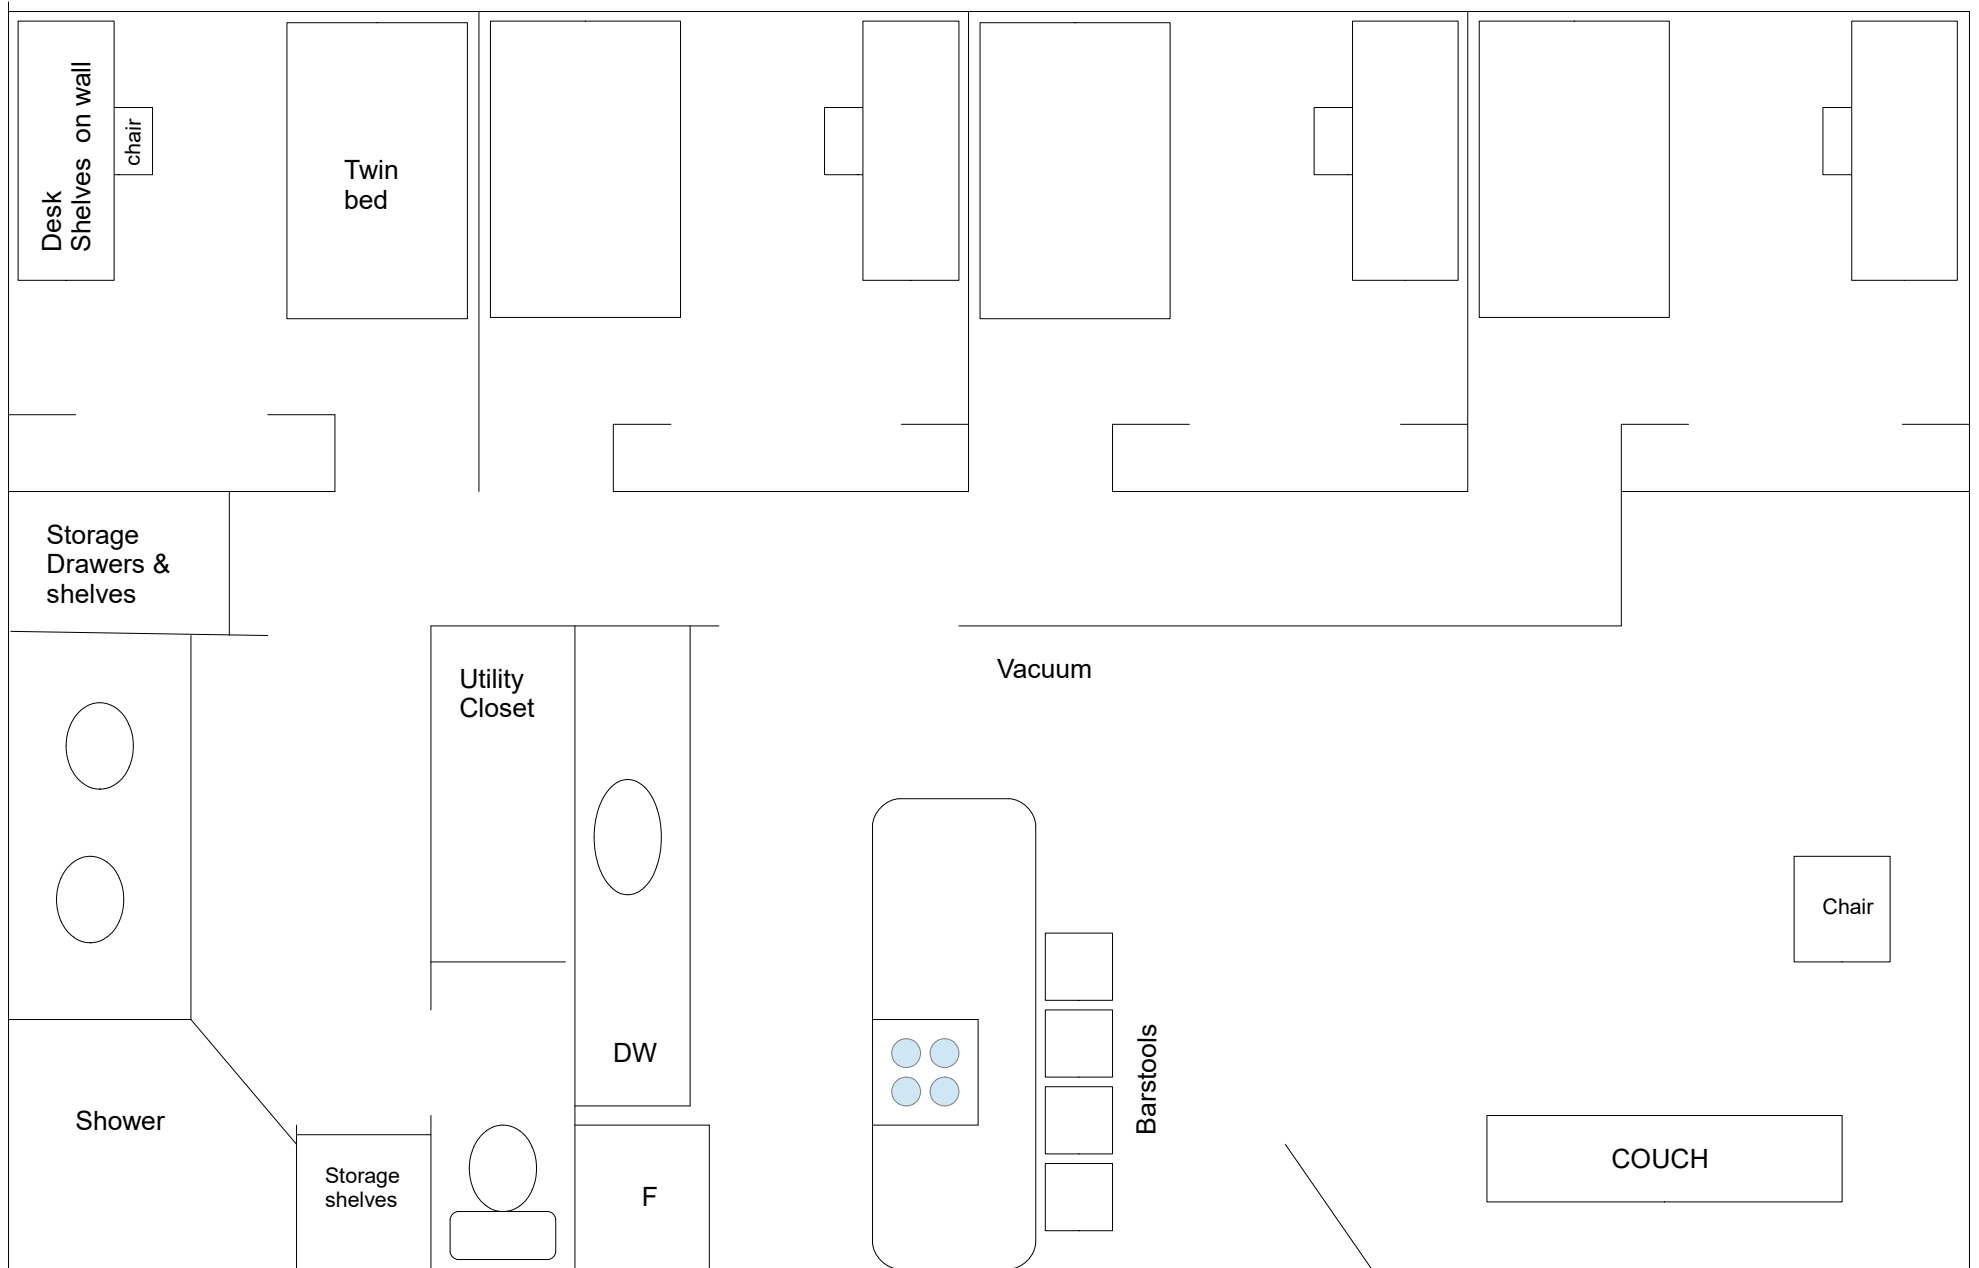 Desk
Shelves on wall
chair
Twin
bed
Storage
Drawers &
shelves
Utility
Closet
Vacuum
Chair
DW
Barstools
Shower
COUCH
Storage
shelves
F